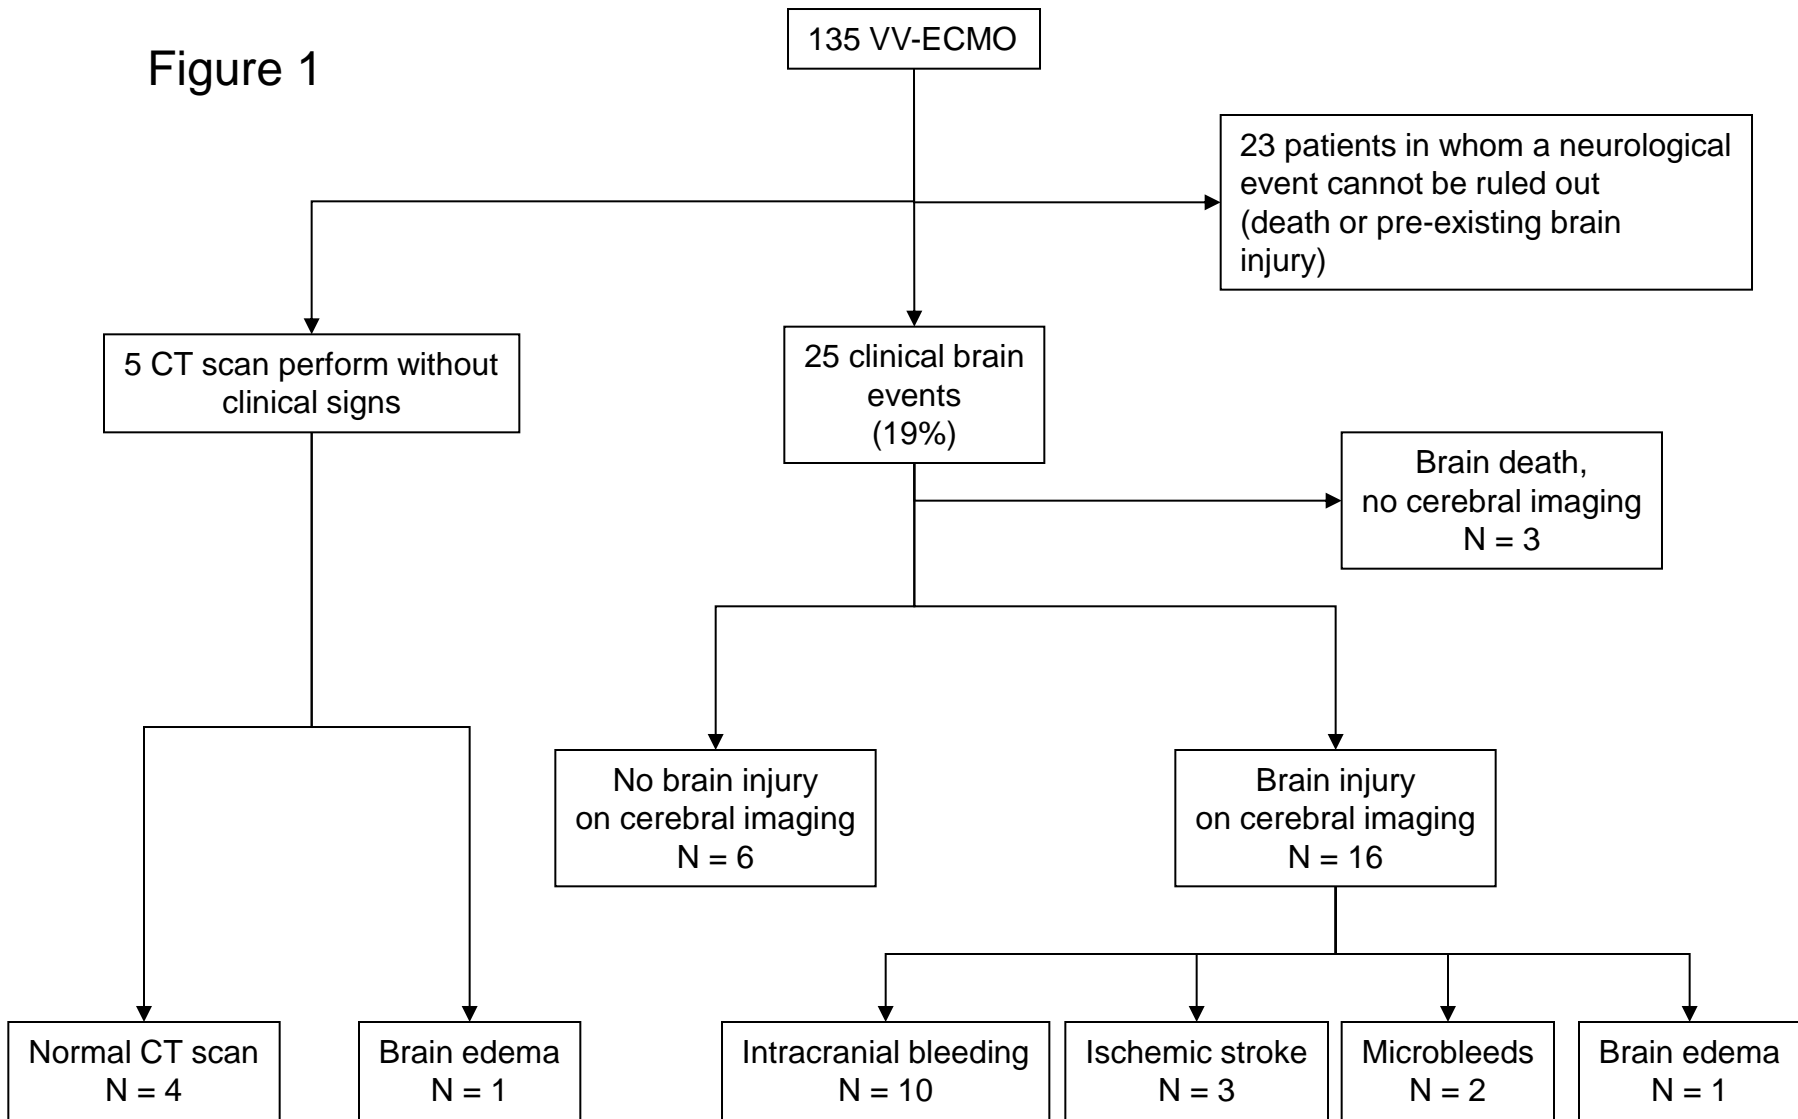 Figure 1
135 VV-ECMO
23 patients in whom a neurological
event cannot be ruled out
(death or pre-existing brain
injury)
5 CT scan perform without
clinical signs
25 clinical brain
events
(19%)
Brain death,
no cerebral imaging
N = 3
No brain injury
on cerebral imaging
N = 6
Brain injury
on cerebral imaging
N = 16
Normal CT scan
N = 4
Brain edema
N = 1
Intracranial bleeding
N = 10
Ischemic stroke
N = 3
Microbleeds
N = 2
Brain edema
N = 1